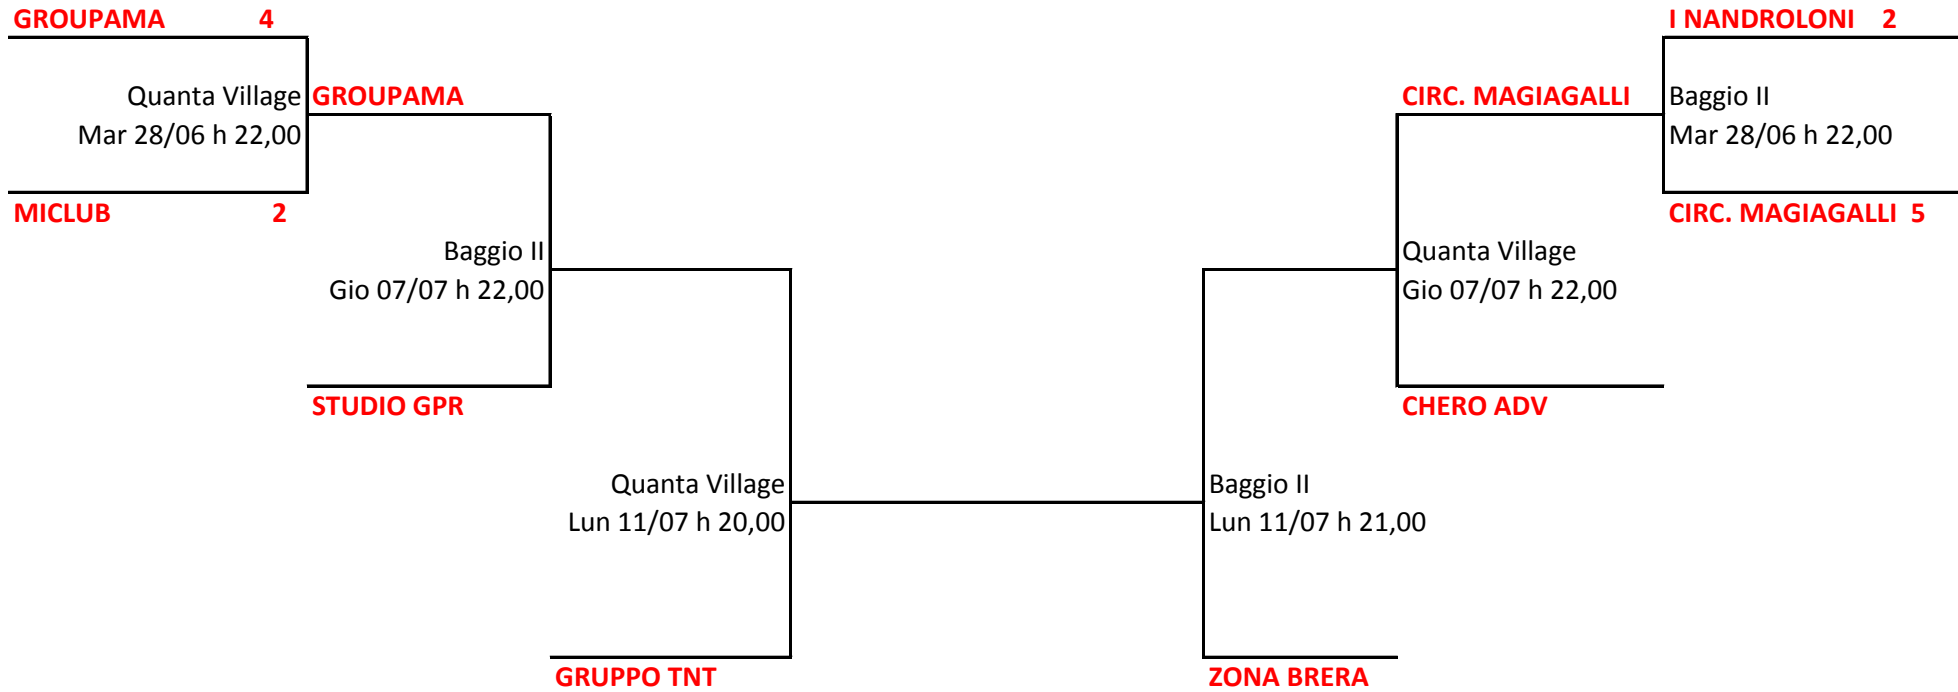 GROUPAMA 4
I NANDROLONI 2
Quanta Village
Mar 28/06 h 22,00
GROUPAMA
CIRC. MAGIAGALLI
Baggio II
Mar 28/06 h 22,00
MICLUB 2
CIRC. MAGIAGALLI 5
Baggio II
Gio 07/07 h 22,00
Quanta Village
Gio 07/07 h 22,00
STUDIO GPR
CHERO ADV
Quanta Village
Lun 11/07 h 20,00
Baggio II
Lun 11/07 h 21,00
GRUPPO TNT
ZONA BRERA